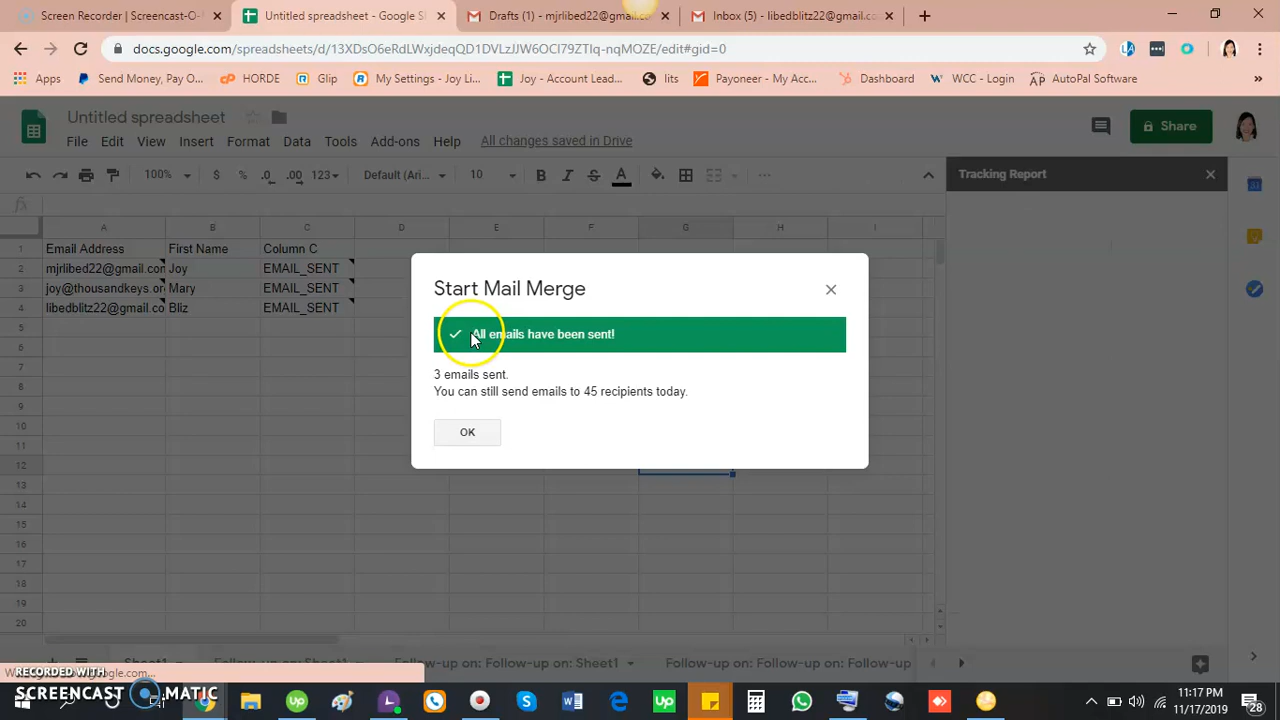 Screen Recorder | Screencast-O-
Untitled spreadsheet - Google S
Drafts (1) - mjrlibed22@gmail.co
Inbox (5) - libedblitz22@gmail.co
docs.google.com/spreadsheets/d/13XDsO6eRdLWxjdeqQD1DVLzJJW6OCI79ZTIq-nqMOZE/edit#gid=0
Apps
Send Money, Pay O...
HORDE
Glip
My Settings - Joy Li...
Joy - Account Lead...
lits
Payoneer - My Acc...
Dashboard
WCC - Login
AutoPal Software
Untitled spreadsheet
File Edit View Insert Format Data Tools Add-ons Help All changes saved in Drive
Share
100% $ % .0 .00 123 Default (Ari... 10 B I S A
fx
Tracking Report
A B C D E F G H I
1 Email Address First Name Column C
2 mjrlibed22@gmail.com Joy EMAIL_SENT
3 joy@thousandkeys.or Mary EMAIL_SENT
4 libedblitz22@gmail.co Bliz EMAIL_SENT
5
6
7
8
9
10
11
12
13
14
15
16
17
18
19
20
Start Mail Merge
All emails have been sent!
3 emails sent.
You can still send emails to 45 recipients today.
OK
Sheet1
Follow-up on: Sheet1
Follow-up on: Follow-up on: Sheet1
Follow-up on: Follow-up on: Follow-up
RECORDED WITH
SCREENCAST MATIC
11:17 PM
11/17/2019
28